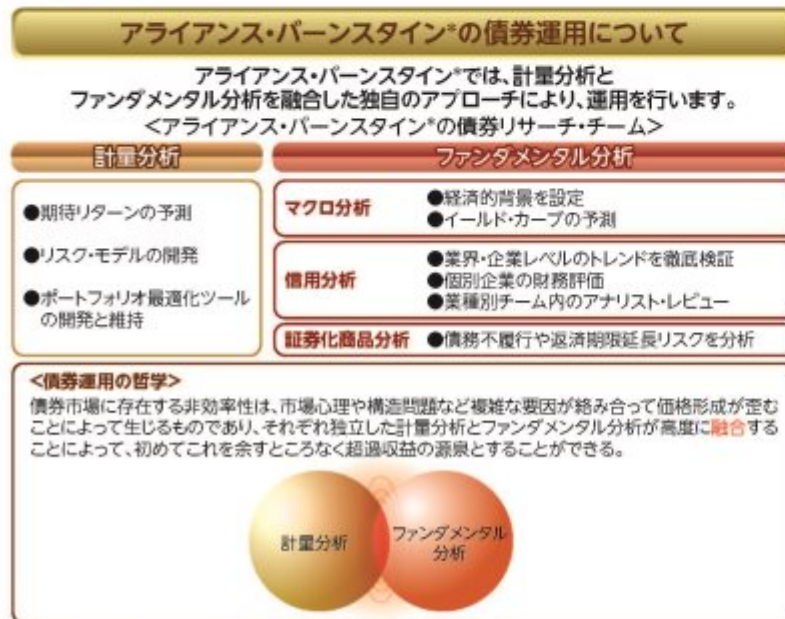 アライアンス・バーンスタイン*の債券運用について
アライアンス・バーンスタイン*では、計量分析と
ファンダメンタル分析を融合した独自のアプローチにより、運用を行います。
<アライアンス・バーンスタイン*の債券リサーチ・チーム>
計量分析
●期待リターンの予測
●リスク・モデルの開発
●ポートフォリオ最適化ツール
の開発と維持
ファンダメンタル分析
マクロ分析
●経済的背景を設定
●イールド・カーブの予測
信用分析
●業界・企業レベルのトレンドを徹底検証
●個別企業の財務評価
●業種別チーム内のアナリスト・レビュー
証券化商品分析
●債務不履行や返済期限延長リスクを分析
<債券運用の哲学>
債券市場に存在する非効率性は、市場心理や構造問題など複雑な要因が絡み合って価格形成が歪む
ことによって生じるものであり、それぞれ独立した計量分析とファンダメンタル分析が高度に融合する
ことによって、初めてこれを余すところなく超過収益の源泉とすることができる。
計量分析
ファンダメンタル
分析